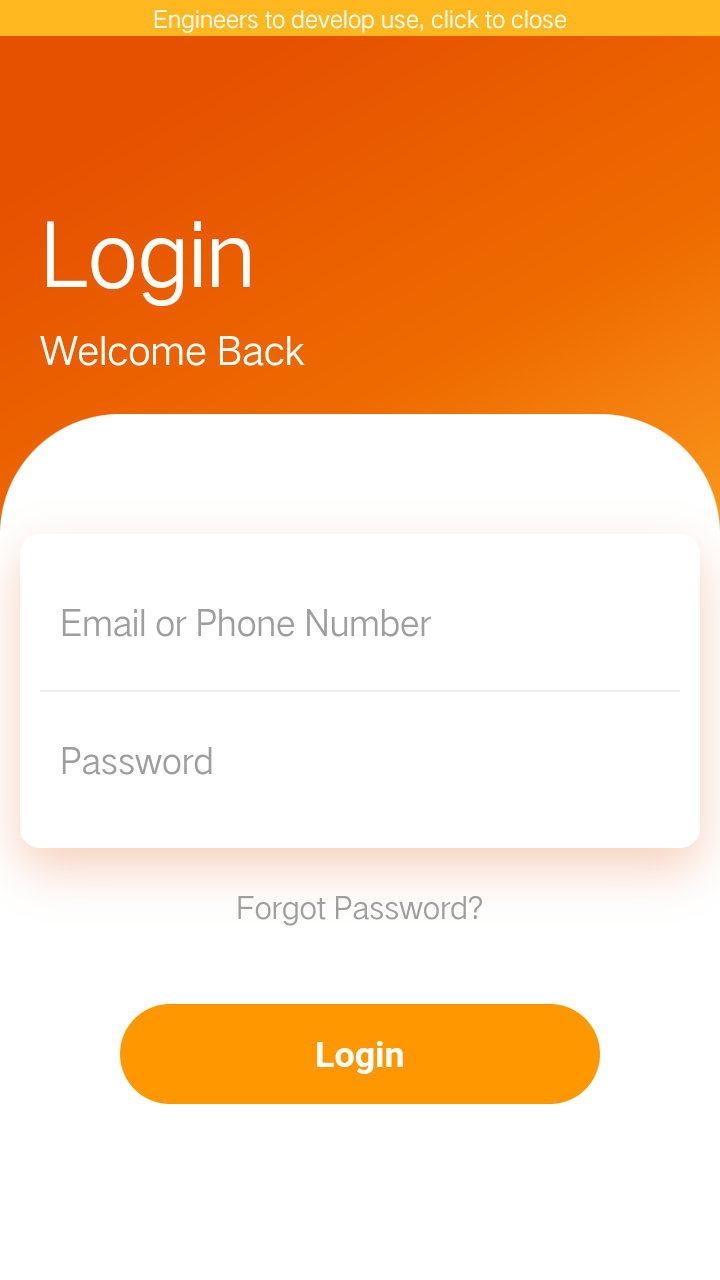 Engineers to develop use, click to close
Login
Welcome Back
Email or Phone Number
Password
Forgot Password?
Login